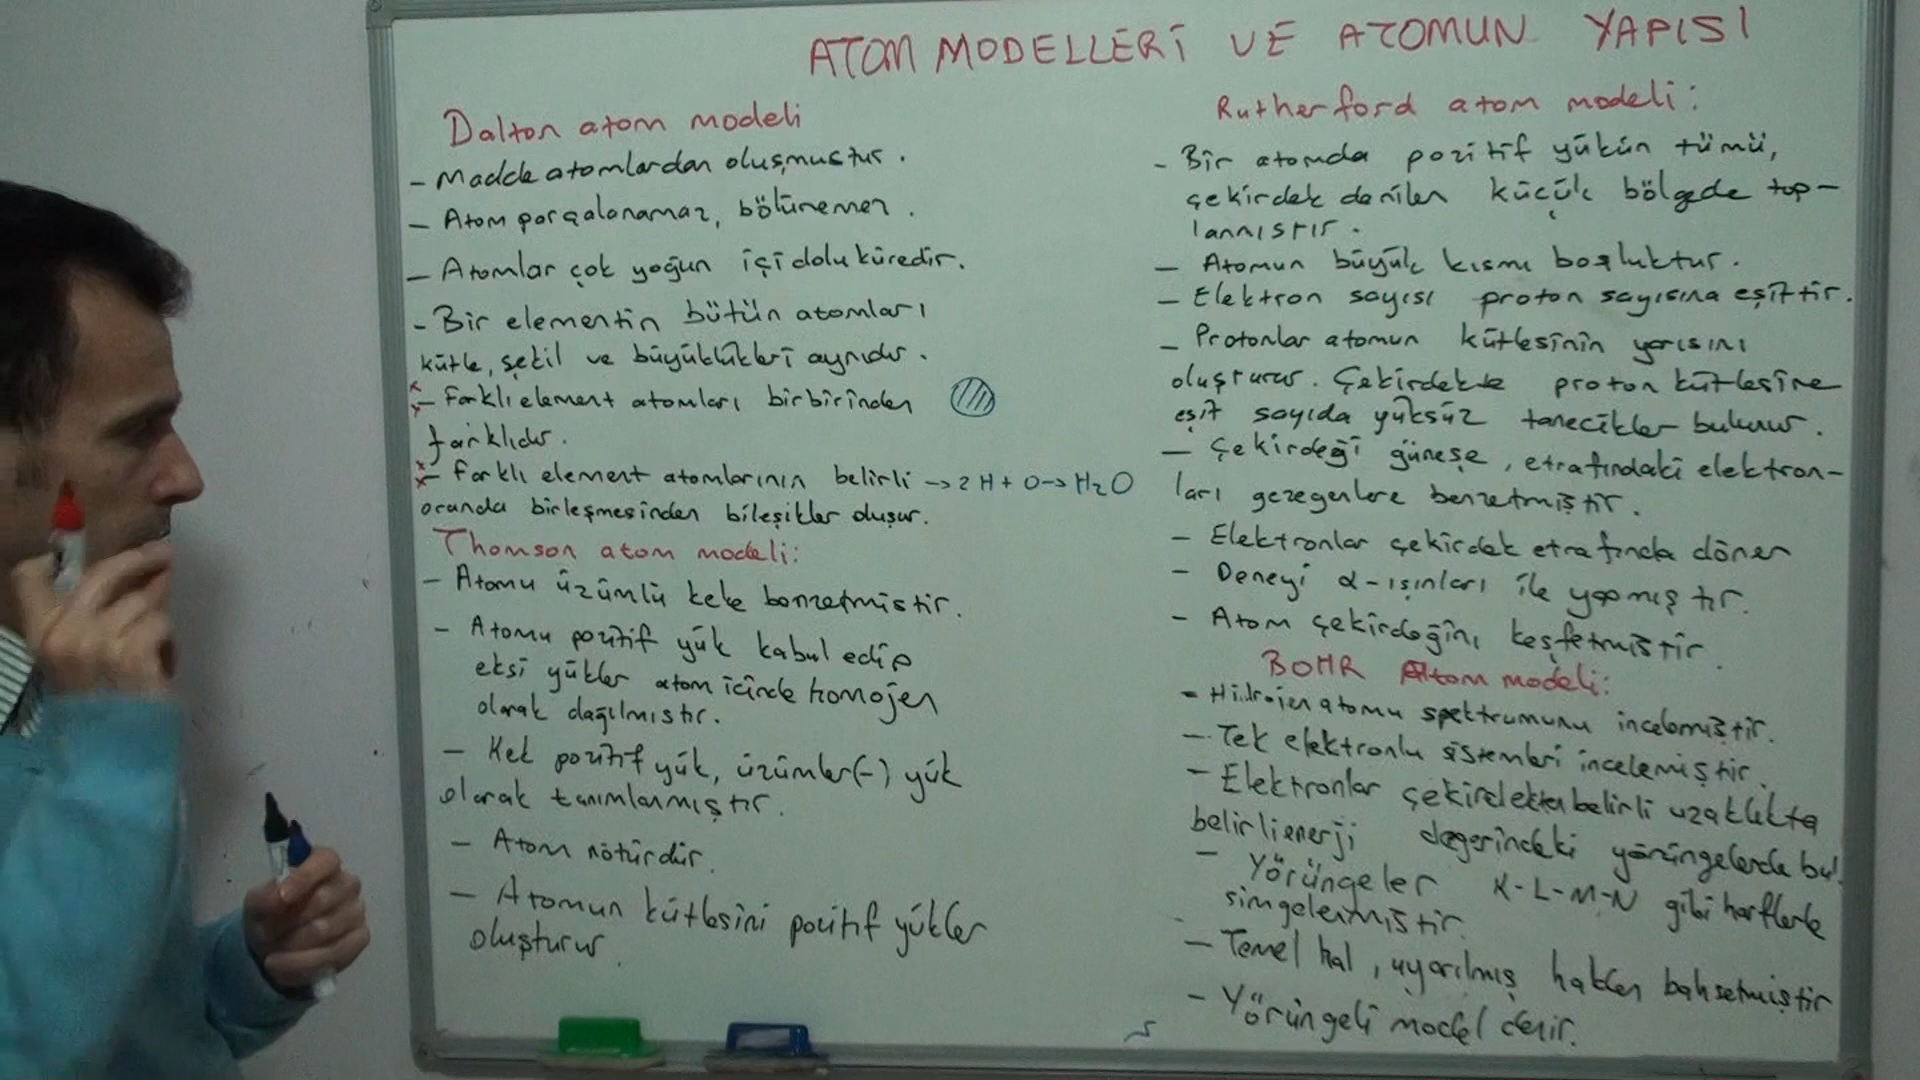 ATOM MODELLERİ VE ATOMUN YAPISI
Dalton atom modeli
- Madde atomlardan oluşmuştur.
- Atom parçalanamaz, bölünemez.
- Atomlar çok yoğun içi dolu küredir.
- Bir elementin bütün atomları
kütle, şekil ve büyüklükleri aynıdır.
- Farklı element atomları birbirinden
farklıdır.
- Farklı element atomlarının belirli → 2H + O → H2O
oranda birleşmesinden bileşikler oluşur.
Thomson atom modeli:
- Atomu üzümlü keke benzetmiştir.
- Atomu pozitif yük kabul edip
eksi yükler atom içinde homojen
olarak dağılmıştır.
- Kek pozitif yük, üzümler(-) yük
olarak tanımlanmıştır.
- Atom nötürdür.
- Atomun kütlesini pozitif yükler
oluşturur.
Rutherford atom modeli:
- Bir atomda pozitif yükün tümü,
çekirdek denilen küçük bölgede top-
lanmıştır.
- Atomun büyük kısmı boşluktur.
- Elektron sayısı proton sayısına eşittir.
- Protonlar atomun kütlesinin yarısını
oluşturur. Çekirdekte proton kütlesine
eşit sayıda yüksüz tanecikler bulunur.
- Çekirdeği güneşe, etrafındaki elektron-
ları gezegenlere benzetmiştir.
- Elektronlar çekirdek etrafında döner
- Deneyi α-ışınları ile yapmıştır.
- Atom çekirdeğini keşfetmiştir.
BOHR Atom modeli:
- Hidrojen atomu spektrumunu incelemiştir.
- Tek elektronlu sistemleri incelemiştir.
- Elektronlar çekirdekten belirli uzaklıkta
belirli enerji değerindeki yörüngelerde bul.
- Yörüngeler K-L-M-N gibi harflerle
simgelenmiştir.
- Temel hal, uyarılmış halden bahsetmiştir
- Yörüngeli model denir.